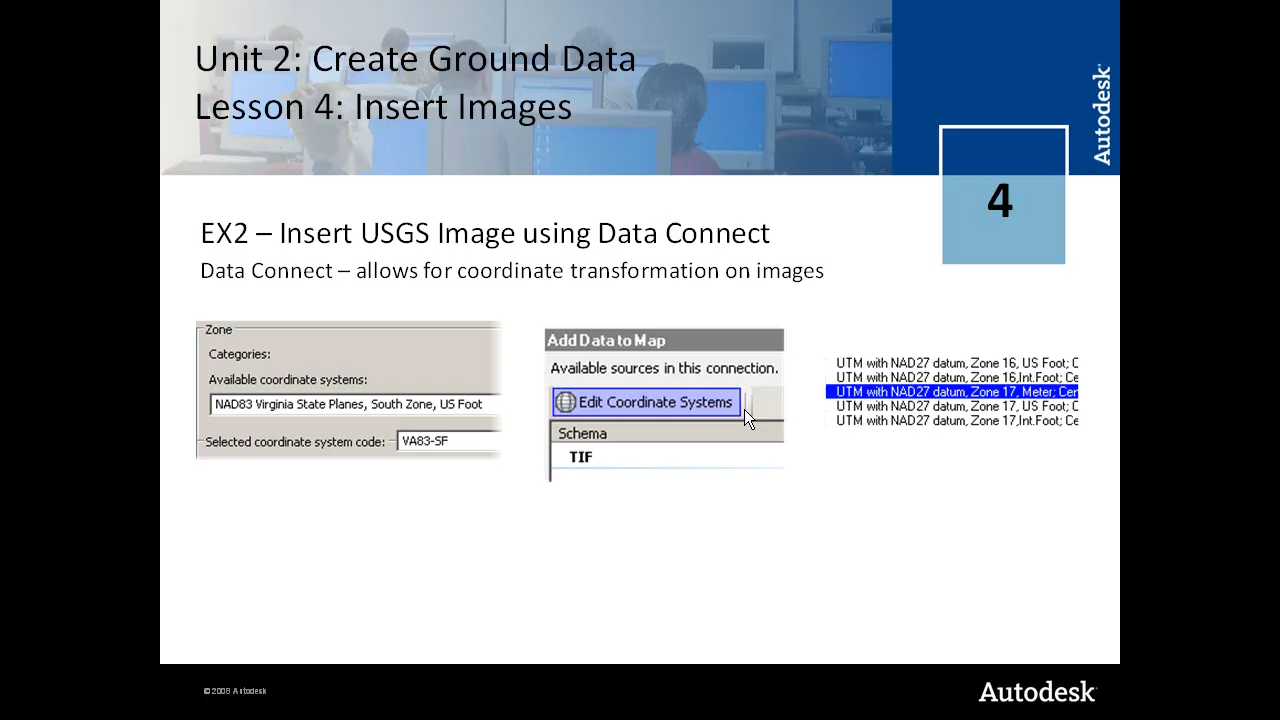 Unit 2: Create Ground Data
Lesson 4: Insert Images
Autodesk
4
EX2 – Insert USGS Image using Data Connect
Data Connect – allows for coordinate transformation on images
Zone
Categories:
Available coordinate systems:
NAD83 Virginia State Planes, South Zone, US Foot
Selected coordinate system code: VA83-SF
Add Data to Map
Available sources in this connection.
Edit Coordinate Systems
Schema
TIF
UTM with NAD27 datum, Zone 16, US Foot; C
UTM with NAD27 datum, Zone 16,Int.Foot; Ce
UTM with NAD27 datum, Zone 17, Meter; Cer
UTM with NAD27 datum, Zone 17, US Foot; C
UTM with NAD27 datum, Zone 17,Int.Foot; Ce
© 2008 Autodesk
Autodesk